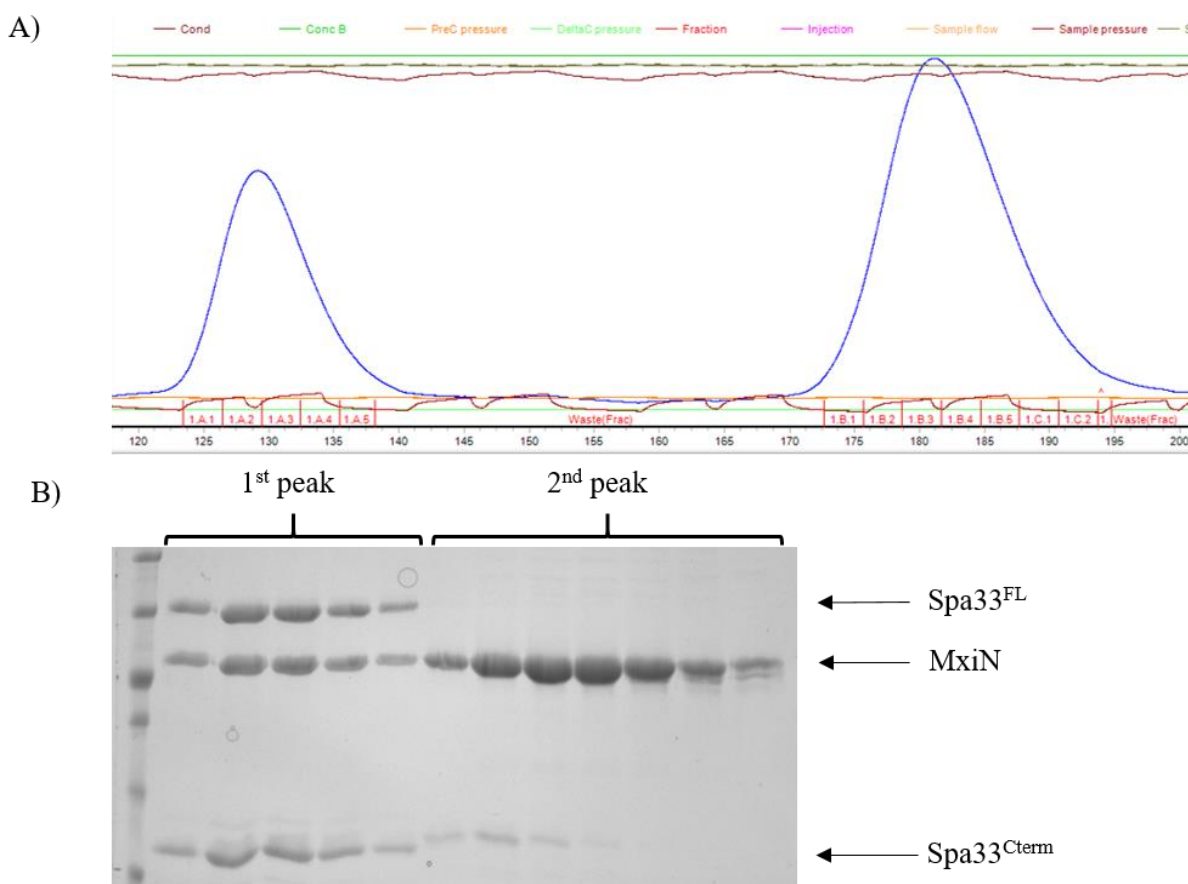 A)
Cond Conc B PreC pressure DeltaC pressure Fraction Injection Sample flow Sample pressure S
1.A.1 1.A.2 1.A.3 1.A.4 1.A.5 Waste(Frac) 1.B.1 1.B.2 1.B.3 1.B.4 1.B.5 1.C.1 1.C.2 1. Waste(Frac)
120 125 130 135 140 145 150 155 160 165 170 175 180 185 190 195 200
B)
1st peak 2nd peak
Spa33FL
MxiN
Spa33Cterm